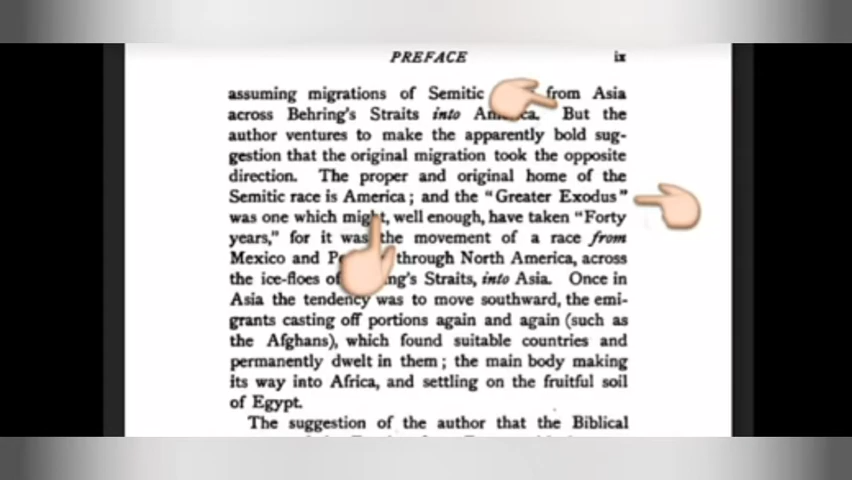 PREFACE ix
assuming migrations of Semitic from Asia
across Behring's Straits into America. But the
author ventures to make the apparently bold sug-
gestion that the original migration took the opposite
direction. The proper and original home of the
Semitic race is America; and the "Greater Exodus"
was one which might, well enough, have taken "Forty
years," for it was the movement of a race from
Mexico and through North America, across
the ice-floes of Straits, into Asia. Once in
Asia the tendency was to move southward, the emi-
grants casting off portions again and again (such as
the Afghans), which found suitable countries and
permanently dwelt in them; the main body making
its way into Africa, and settling on the fruitful soil
of Egypt.
The suggestion of the author that the Biblical